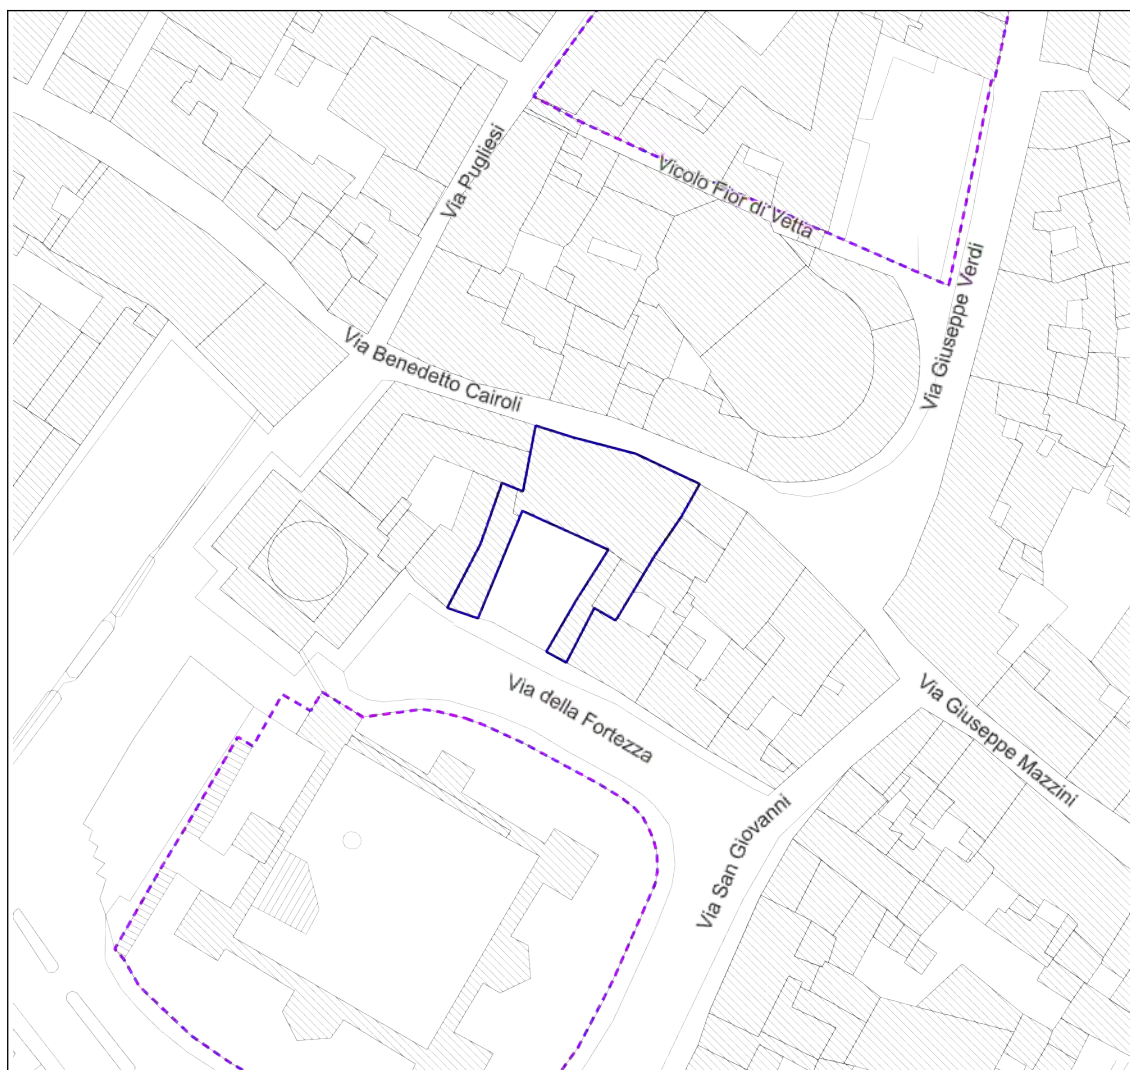 Via Pugliesi
Vicolo Fior di Vetta
Via Giuseppe Verdi
Via Benedetto Cairoli
Via della Fortezza
Via Giuseppe Mazzini
Via San Giovanni